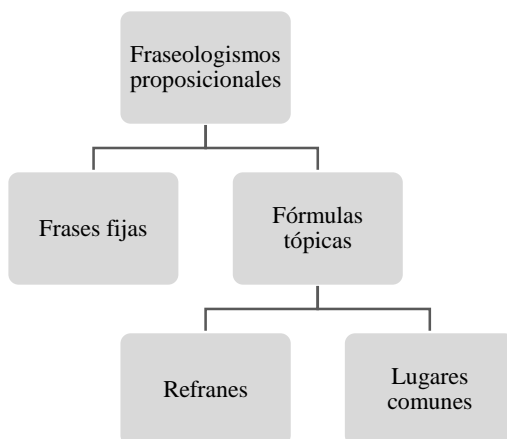 Fraseologismos
proposicionales
Frases fijas
Fórmulas
tópicas
Refranes
Lugares
comunes